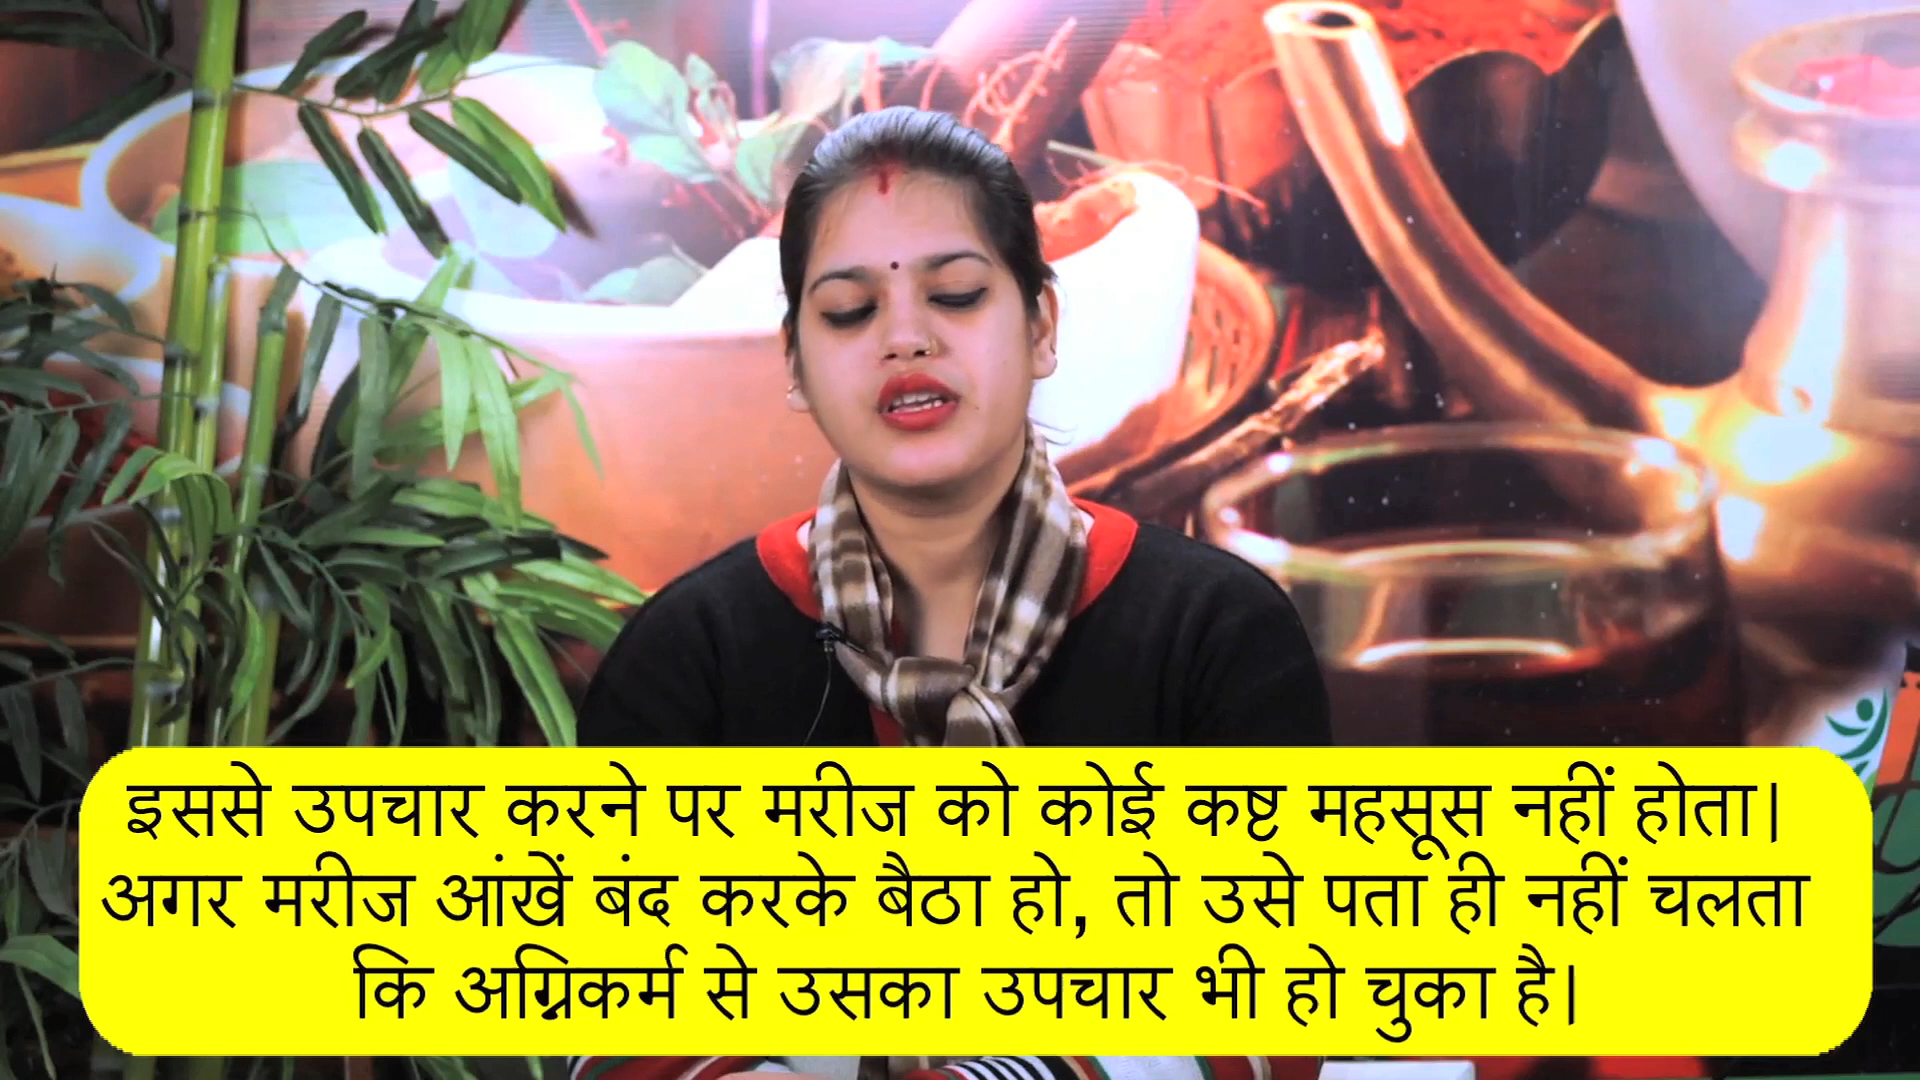 इससे उपचार करने पर मरीज को कोई कष्ट महसूस नहीं होता।
अगर मरीज आंखें बंद करके बैठा हो, तो उसे पता ही नहीं चलता
कि अग्निकर्म से उसका उपचार भी हो चुका है।